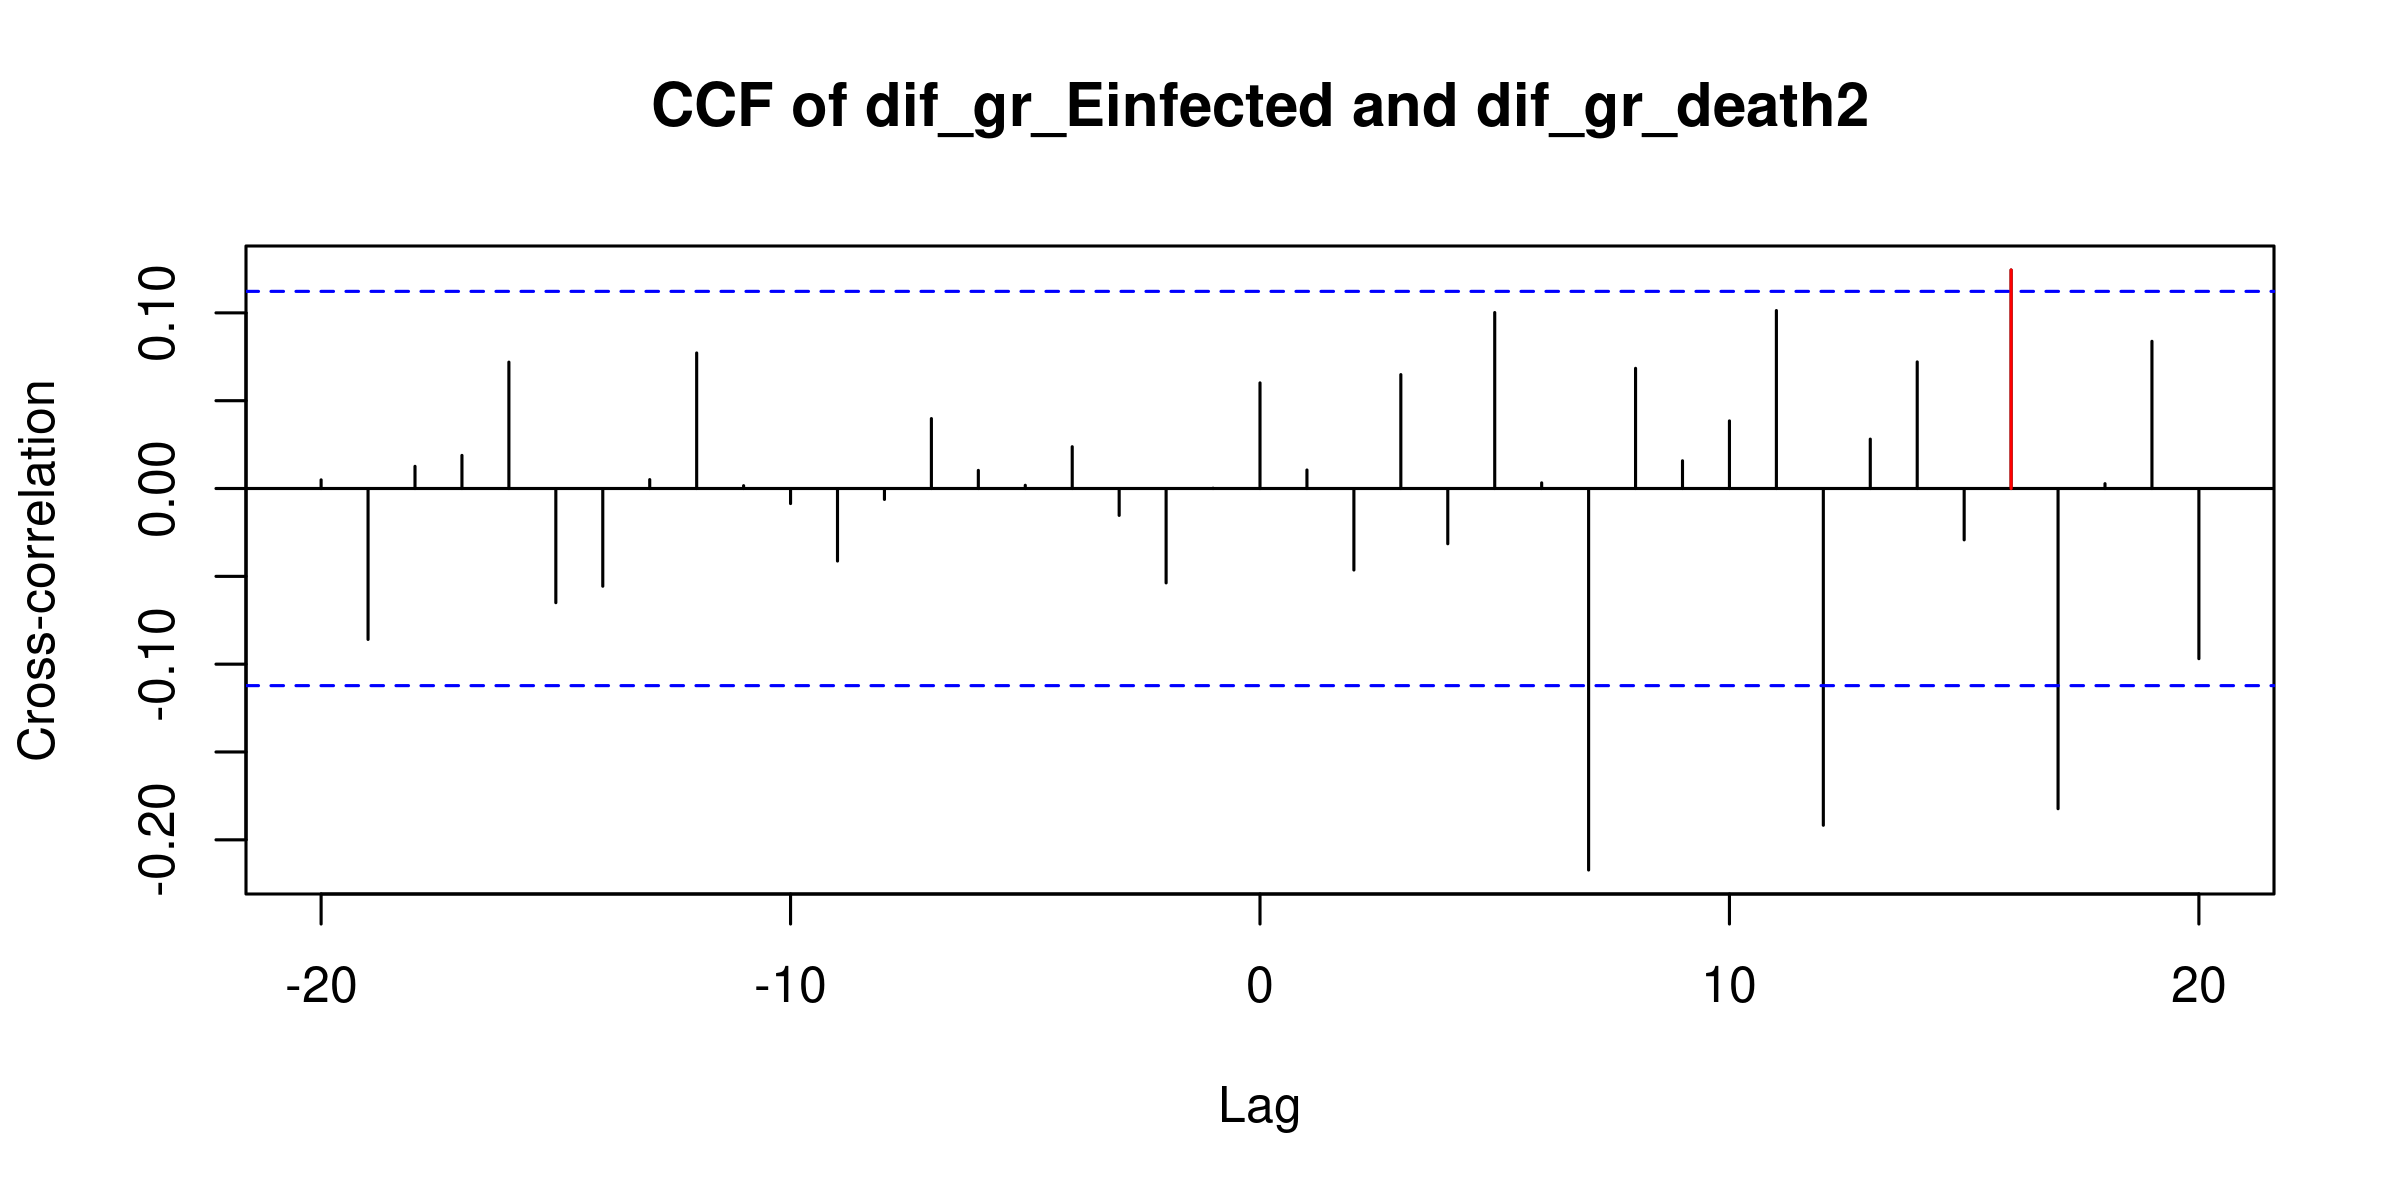 CCF of dif_gr_Einfected and dif_gr_death2
Cross-correlation
0.10
0.00
-0.10
-0.20
-20 -10 0 10 20
Lag